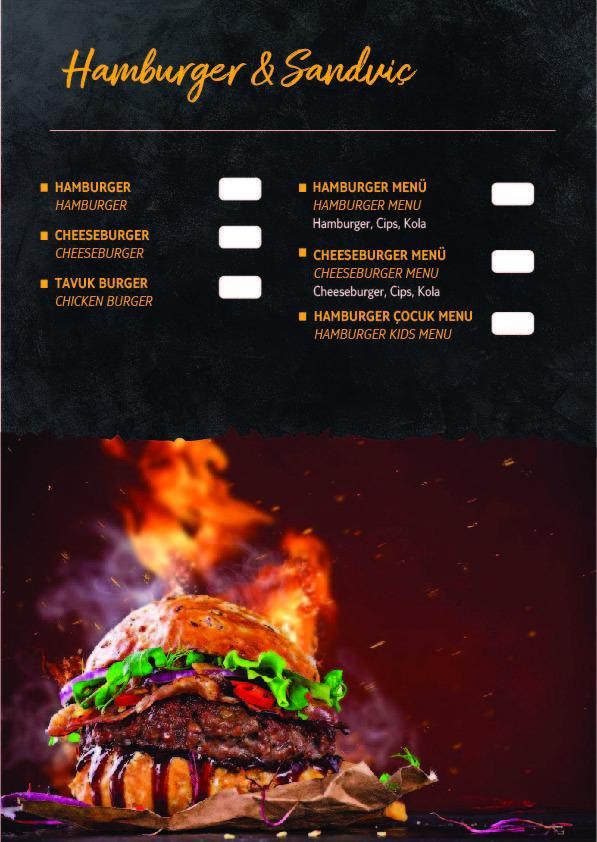 Hamburger & Sandviç
HAMBURGER
HAMBURGER
CHEESEBURGER
CHEESEBURGER
TAVUK BURGER
CHICKEN BURGER
HAMBURGER MENÜ
HAMBURGER MENU
Hamburger, Cips, Kola
CHEESEBURGER MENÜ
CHEESEBURGER MENU
Cheeseburger, Cips, Kola
HAMBURGER ÇOCUK MENU
HAMBURGER KIDS MENU